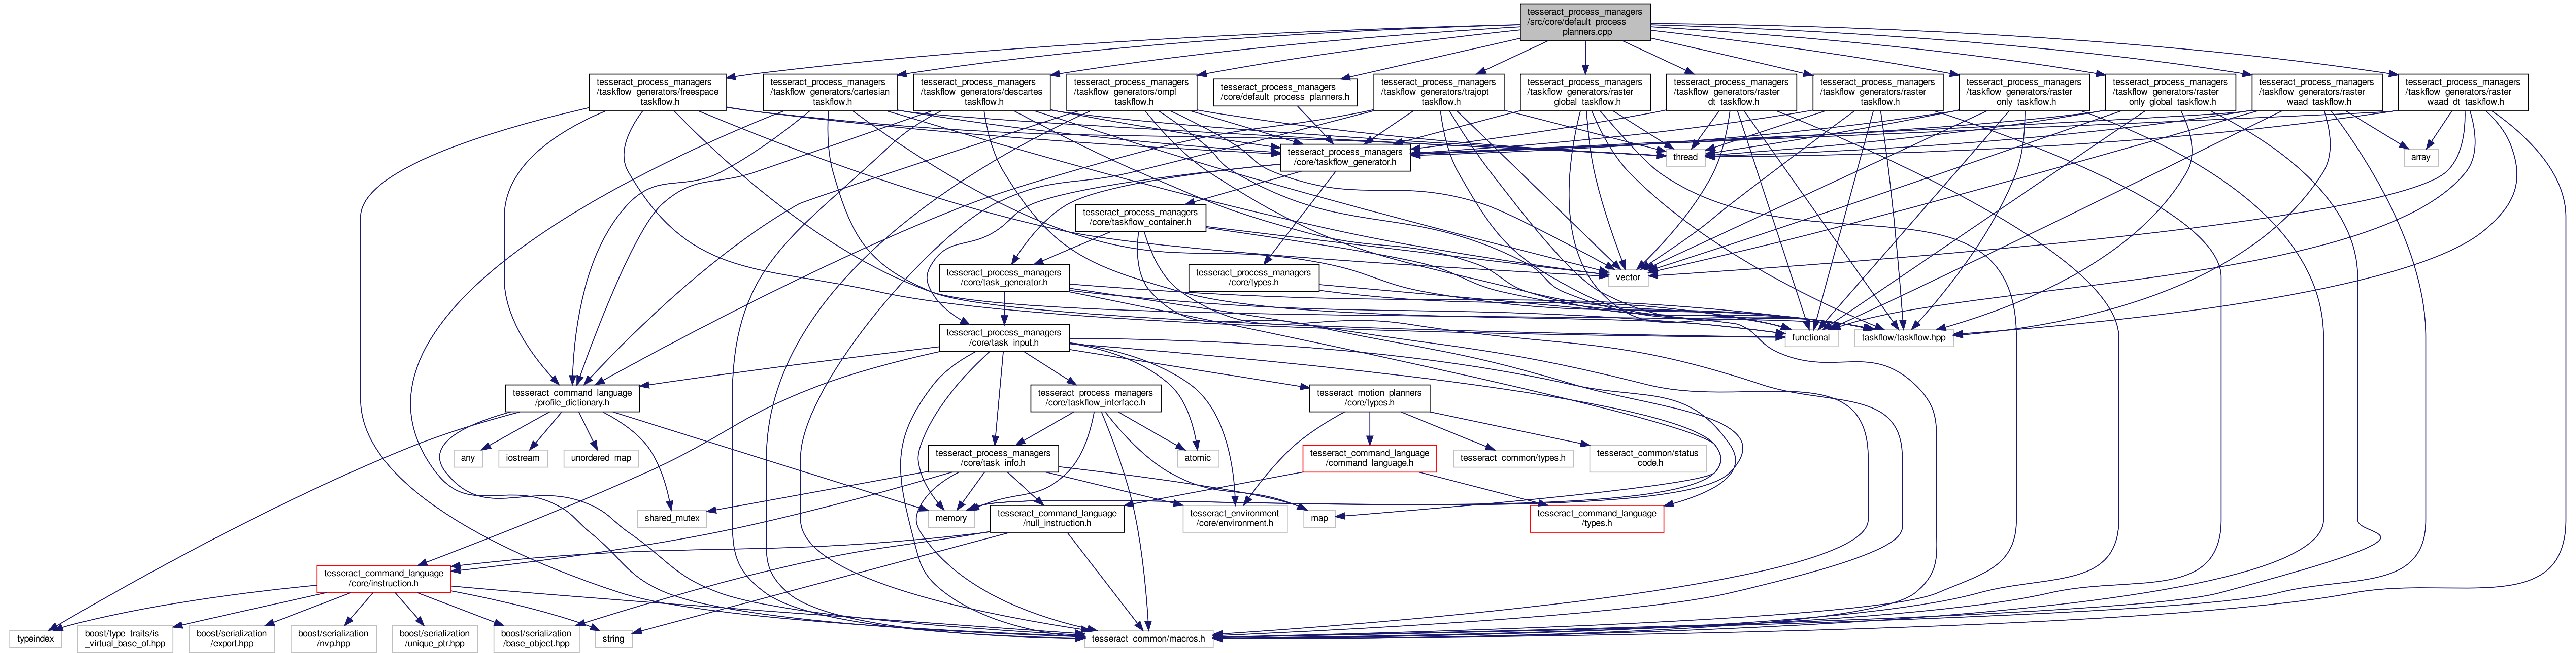 tesseract_process_managers
/src/core/default_process
_planners.cpp
tesseract_process_managers
/taskflow_generators/freespace
_taskflow.h
tesseract_process_managers
/taskflow_generators/cartesian
_taskflow.h
tesseract_process_managers
/taskflow_generators/descartes
_taskflow.h
tesseract_process_managers
/taskflow_generators/ompl
_taskflow.h
tesseract_process_managers
/core/default_process_planners.h
tesseract_process_managers
/taskflow_generators/trajopt
_taskflow.h
tesseract_process_managers
/taskflow_generators/raster
_global_taskflow.h
tesseract_process_managers
/taskflow_generators/raster
_dt_taskflow.h
tesseract_process_managers
/taskflow_generators/raster
_taskflow.h
tesseract_process_managers
/taskflow_generators/raster
_only_taskflow.h
tesseract_process_managers
/taskflow_generators/raster
_only_global_taskflow.h
tesseract_process_managers
/taskflow_generators/raster
_waad_taskflow.h
tesseract_process_managers
/taskflow_generators/raster
_waad_dt_taskflow.h
tesseract_process_managers
/core/taskflow_generator.h
thread
array
tesseract_process_managers
/core/taskflow_container.h
tesseract_process_managers
/core/task_generator.h
tesseract_process_managers
/core/types.h
vector
tesseract_process_managers
/core/task_input.h
functional
taskflow/taskflow.hpp
tesseract_command_language
/profile_dictionary.h
tesseract_process_managers
/core/taskflow_interface.h
tesseract_motion_planners
/core/types.h
any
iostream
unordered_map
tesseract_process_managers
/core/task_info.h
atomic
tesseract_command_language
/command_language.h
tesseract_common/types.h
tesseract_common/status
_code.h
shared_mutex
memory
tesseract_command_language
/null_instruction.h
tesseract_environment
/core/environment.h
map
tesseract_command_language
/types.h
tesseract_command_language
/core/instruction.h
typeindex
boost/type_traits/is
_virtual_base_of.hpp
boost/serialization
/export.hpp
boost/serialization
/nvp.hpp
boost/serialization
/unique_ptr.hpp
boost/serialization
/base_object.hpp
string
tesseract_common/macros.h